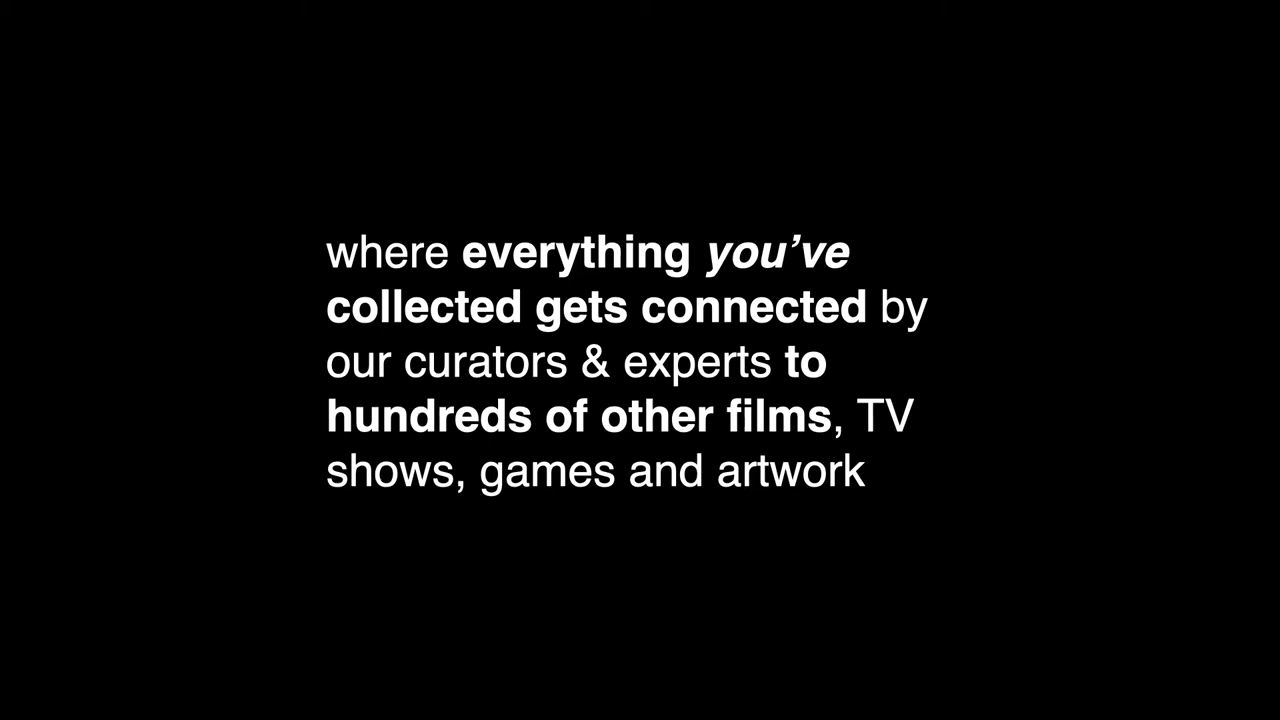 where everything you’ve
collected gets connected by
our curators & experts to
hundreds of other films, TV
shows, games and artwork